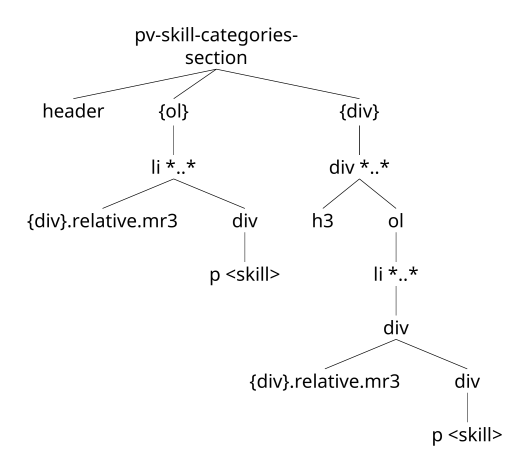 pv-skill-categories-
section
header
{ol}
{div}
li *..*
div *..*
{div}.relative.mr3
div
h3
ol
p <skill>
li *..*
div
{div}.relative.mr3
div
p <skill>